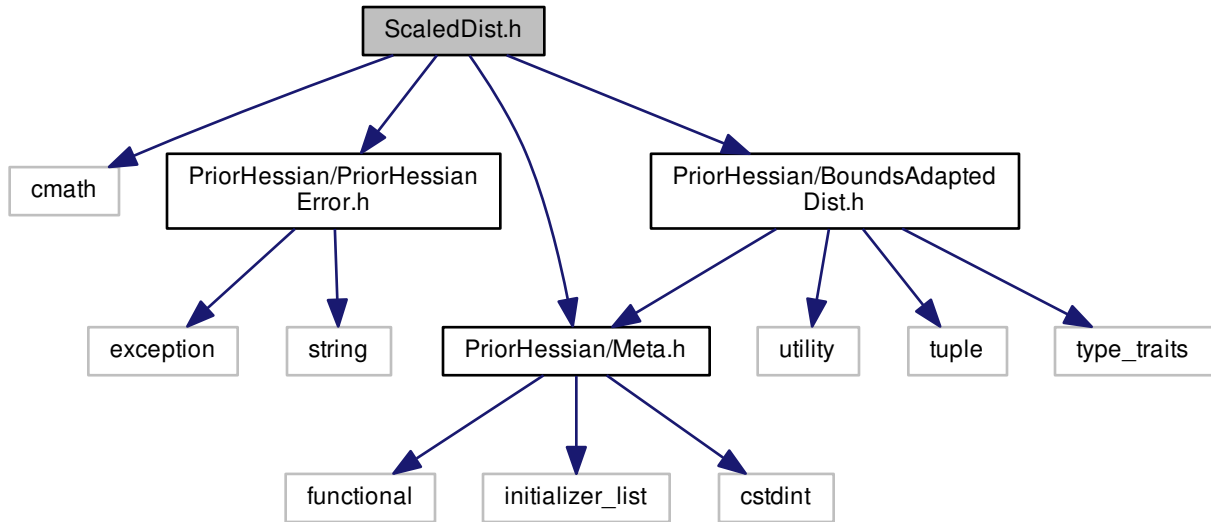 ScaledDist.h
cmath
PriorHessian/PriorHessian
Error.h
PriorHessian/BoundsAdapted
Dist.h
exception
string
PriorHessian/Meta.h
utility
tuple
type_traits
functional
initializer_list
cstdint